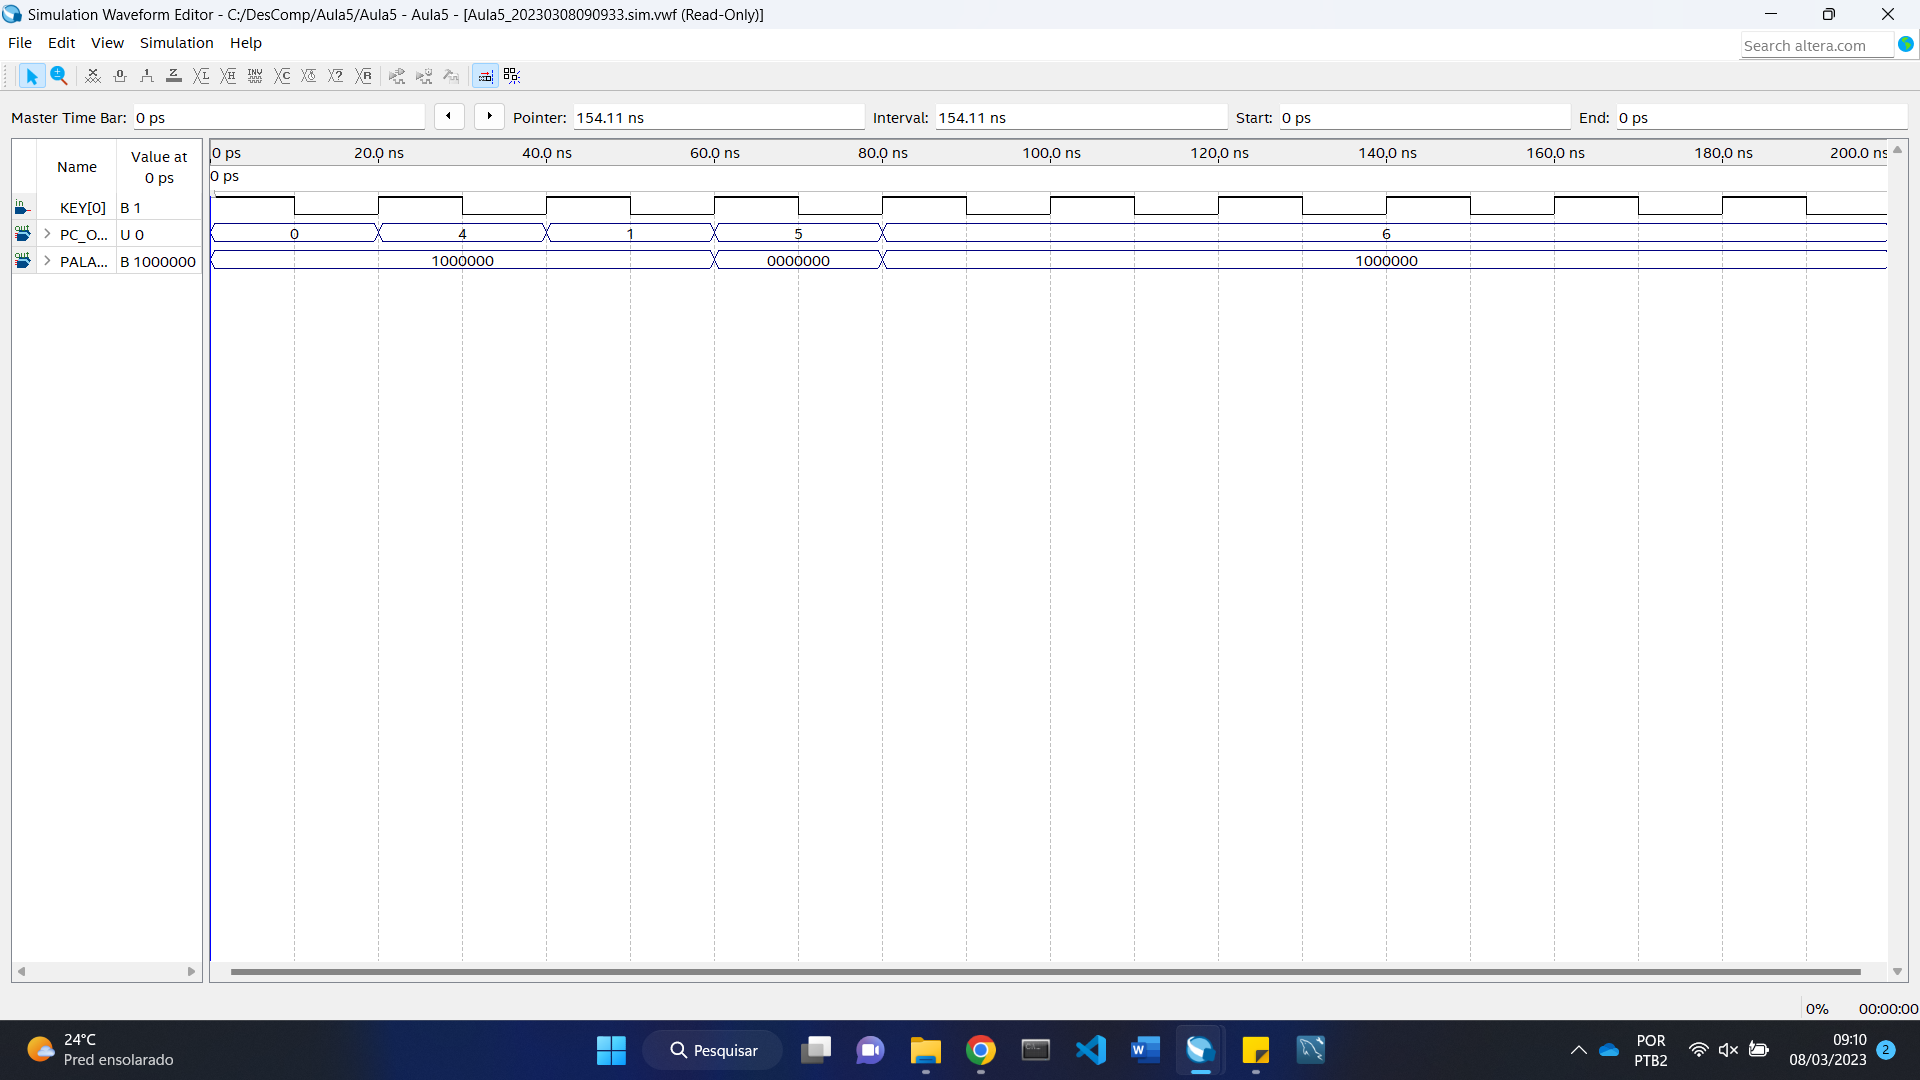 Simulation Waveform Editor - C:/DesComp/Aula5/Aula5 - Aula5 - [Aula5_20230308090933.sim.vwf (Read-Only)]
File Edit View Simulation Help
Search altera.com
Master Time Bar: 0 ps Pointer: 154.11 ns Interval: 154.11 ns Start: 0 ps End: 0 ps
Name Value at 0 ps
0 ps 20.0 ns 40.0 ns 60.0 ns 80.0 ns 100.0 ns 120.0 ns 140.0 ns 160.0 ns 180.0 ns 200.0 ns
0 ps
in KEY[0] B 1
out PC_O... U 0 0 4 1 5 6
out PALA... B 1000000 1000000 0000000 1000000
0% 00:00:00
24°C
Pred ensolarado
Pesquisar
POR
PTB2
09:10
08/03/2023
2